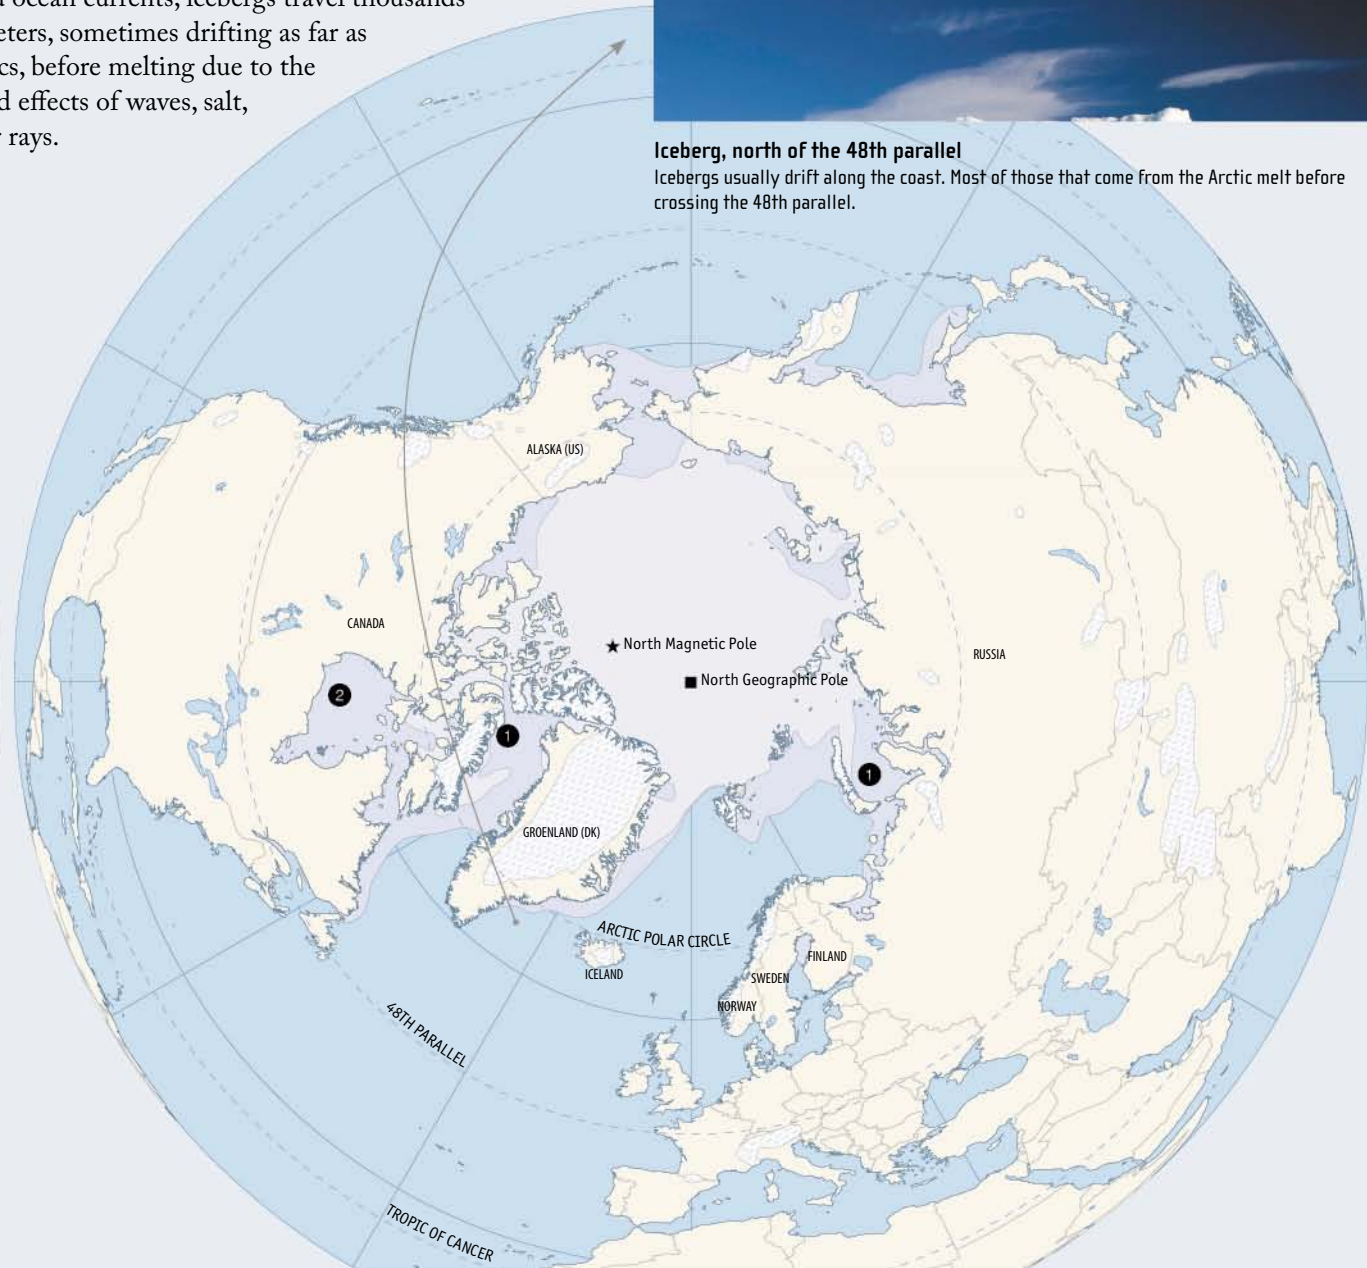 ocean currents, icebergs travel thousands
eters, sometimes drifting as far as
cs, before melting due to the
d effects of waves, salt,
rays.
Iceberg, north of the 48th parallel
Icebergs usually drift along the coast. Most of those that come from the Arctic melt before
crossing the 48th parallel.
ALASKA (US)
CANADA
North Magnetic Pole
RUSSIA
North Geographic Pole
2
1
1
GROENLAND (DK)
ARCTIC POLAR CIRCLE
ICELAND
FINLAND
SWEDEN
NORWAY
48TH PARALLEL
TROPIC OF CANCER